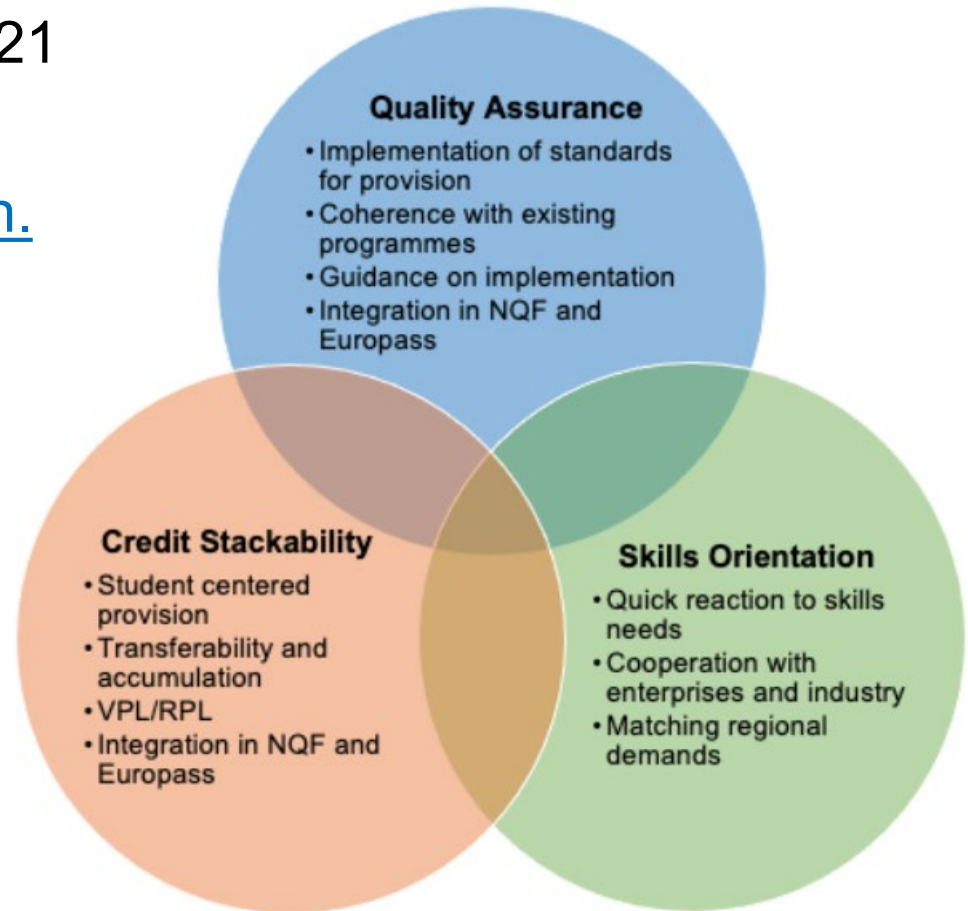 21
n.
Quality Assurance
• Implementation of standards
for provision
• Coherence with existing
programmes
• Guidance on implementation
• Integration in NQF and
Europass
Credit Stackability
• Student centered
provision
• Transferability and
accumulation
• VPL/RPL
• Integration in NQF and
Europass
Skills Orientation
• Quick reaction to skills
needs
• Cooperation with
enterprises and industry
• Matching regional
demands